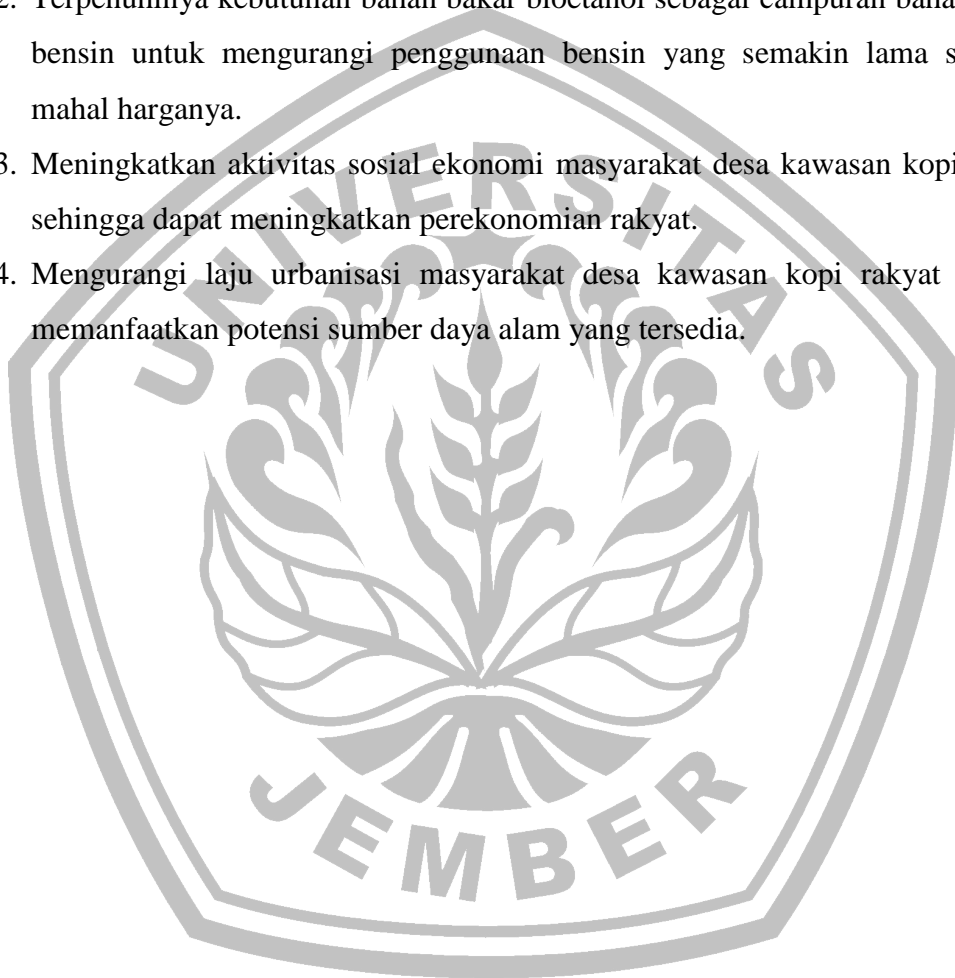 2. Terpenuhinya kebutuhan bahan bakar bioetanol sebagai campuran
bensin untuk mengurangi penggunaan bensin yang semakin lama
mahal harganya.
3. Meningkatkan aktivitas sosial ekonomi masyarakat desa kawasan kopi
sehingga dapat meningkatkan perekonomian rakyat.
4. Mengurangi laju urbanisasi masyarakat desa kawasan kopi rakyat
memanfaatkan potensi sumber daya alam yang tersedia.
UNIVERSITAS
JEMBER